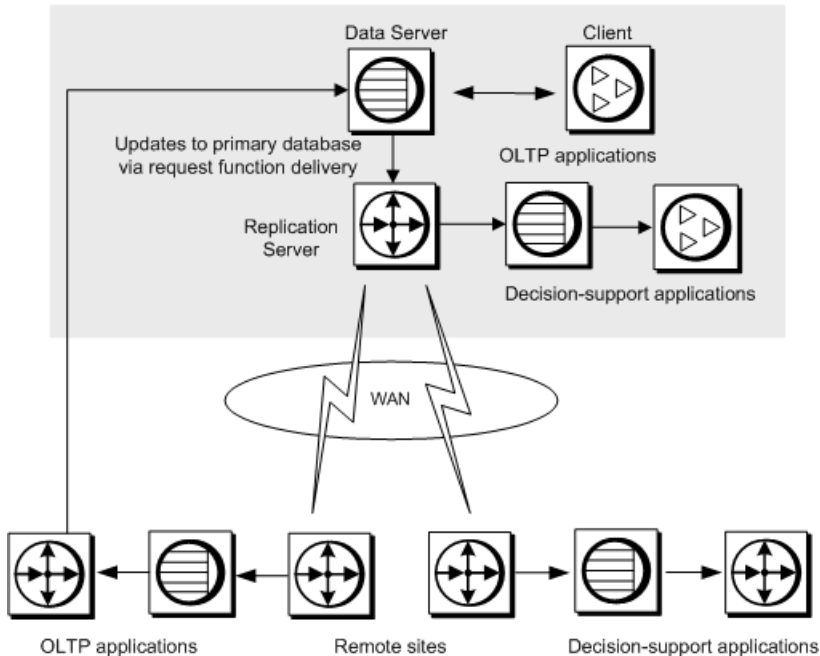 Data Server
Client
Updates to primary database
via request function delivery
OLTP applications
Replication
Server
Decision-support applications
WAN
OLTP applications
Remote sites
Decision-support applications